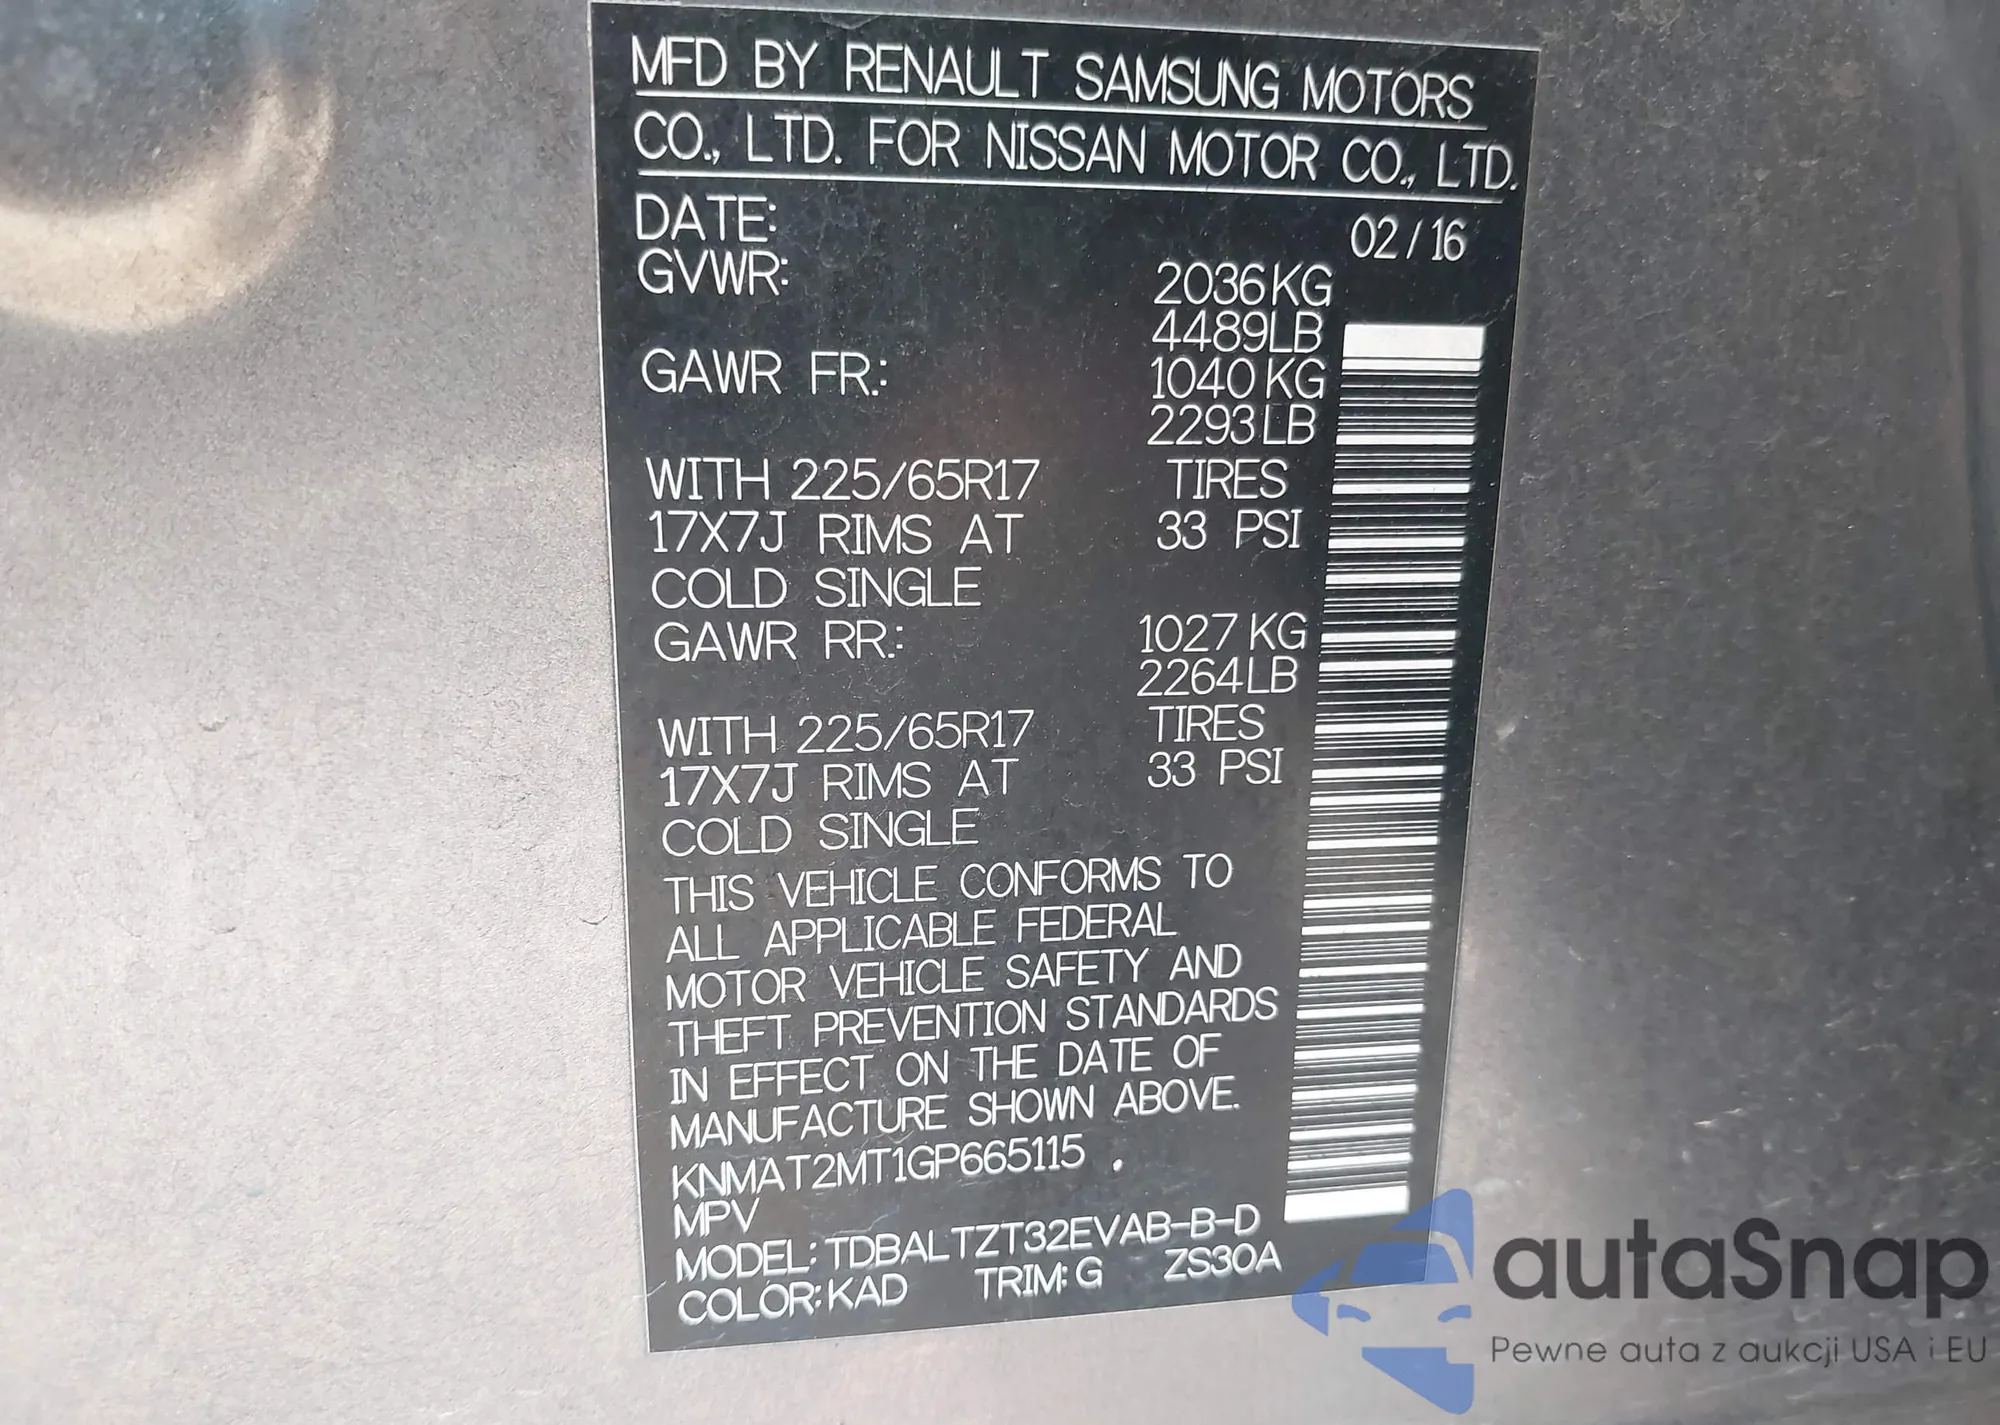 MFD BY RENAULT SAMSUNG MOTORS
CO., LTD. FOR NISSAN MOTOR CO., LTD.
DATE: 02/16
GVWR: 2036KG
4489LB
GAWR FR.: 1040KG
2293LB
WITH 225/65R17 TIRES
17X7J RIMS AT 33 PSI
COLD SINGLE
GAWR RR.: 1027KG
2264LB
WITH 225/65R17 TIRES
17X7J RIMS AT 33 PSI
COLD SINGLE
THIS VEHICLE CONFORMS TO
ALL APPLICABLE FEDERAL
MOTOR VEHICLE SAFETY AND
THEFT PREVENTION STANDARDS
IN EFFECT ON THE DATE OF
MANUFACTURE SHOWN ABOVE.
KNMAT2MT1GP665115 .
MPV
MODEL: TDBALTZT32EVAB-B-D
COLOR: KAD TRIM: G ZS30A
autaSnap
Pewne auta z aukcji USA i EU